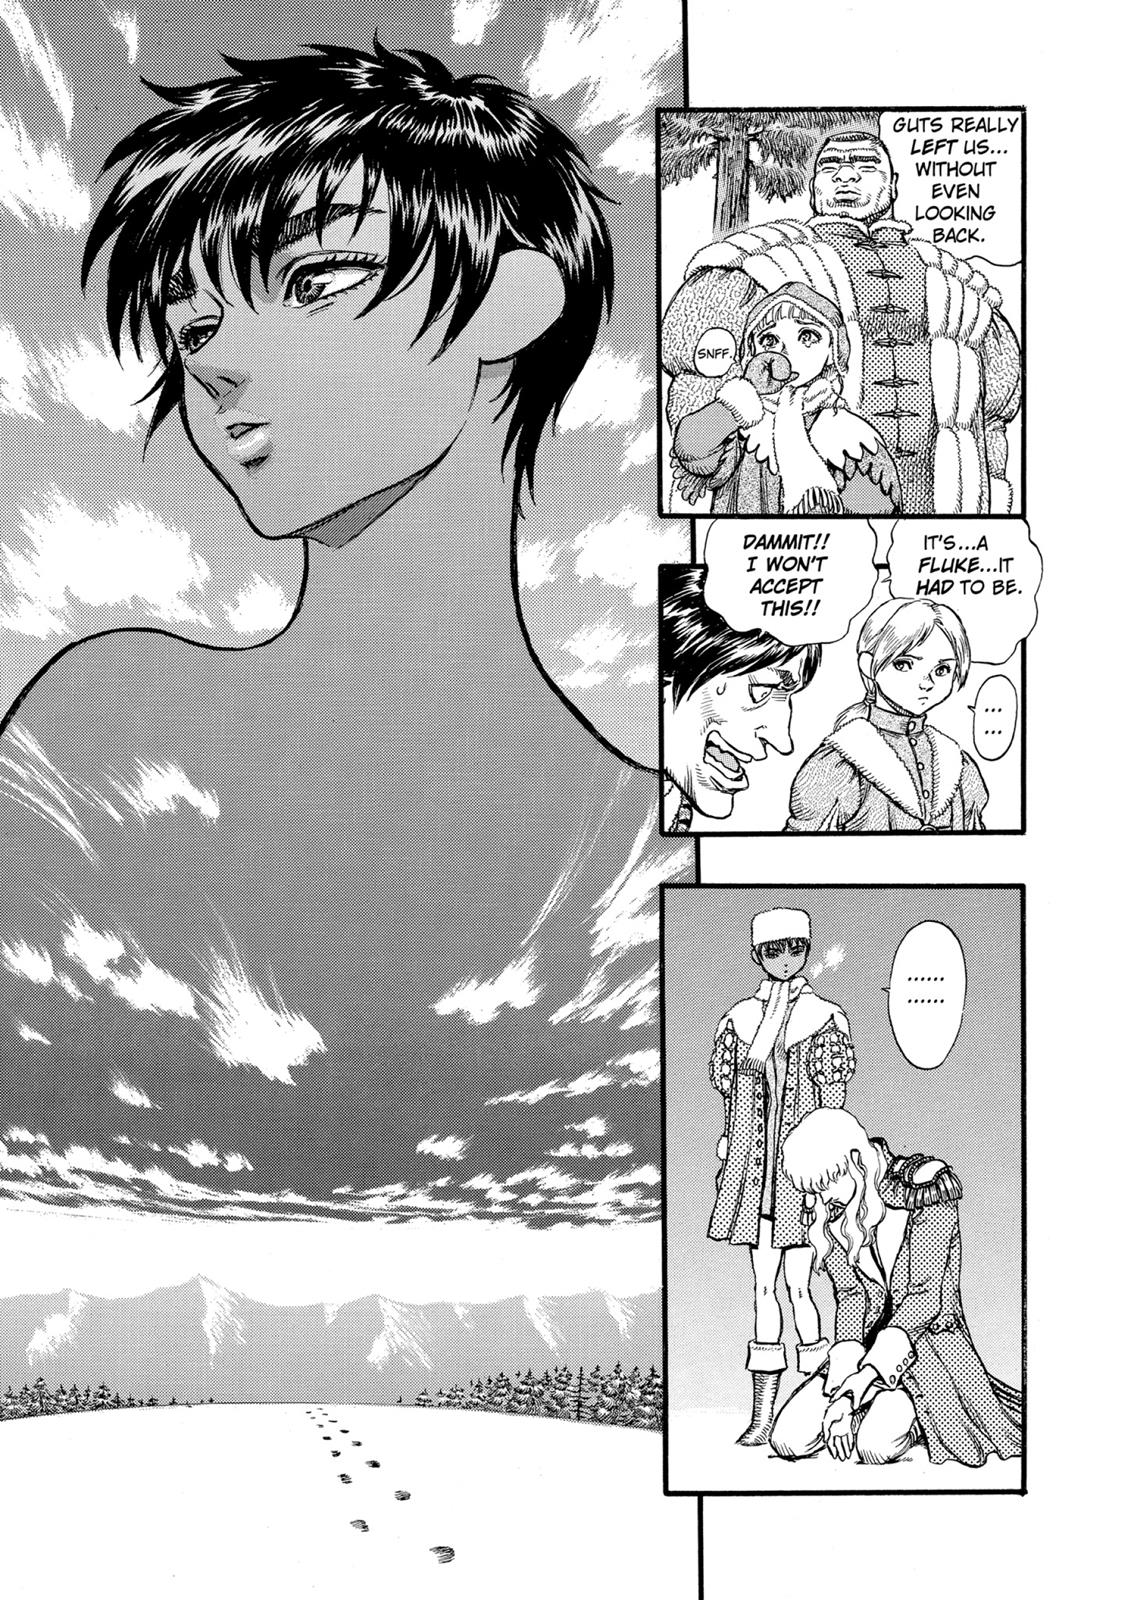 GUTS REALLY
LEFT US...
WITHOUT
EVEN
LOOKING
BACK.
SNFF.
IT'S...A
FLUKE...IT
HAD TO BE.
DAMMIT!!
I WON'T
ACCEPT
THIS!!
...
...
......
......